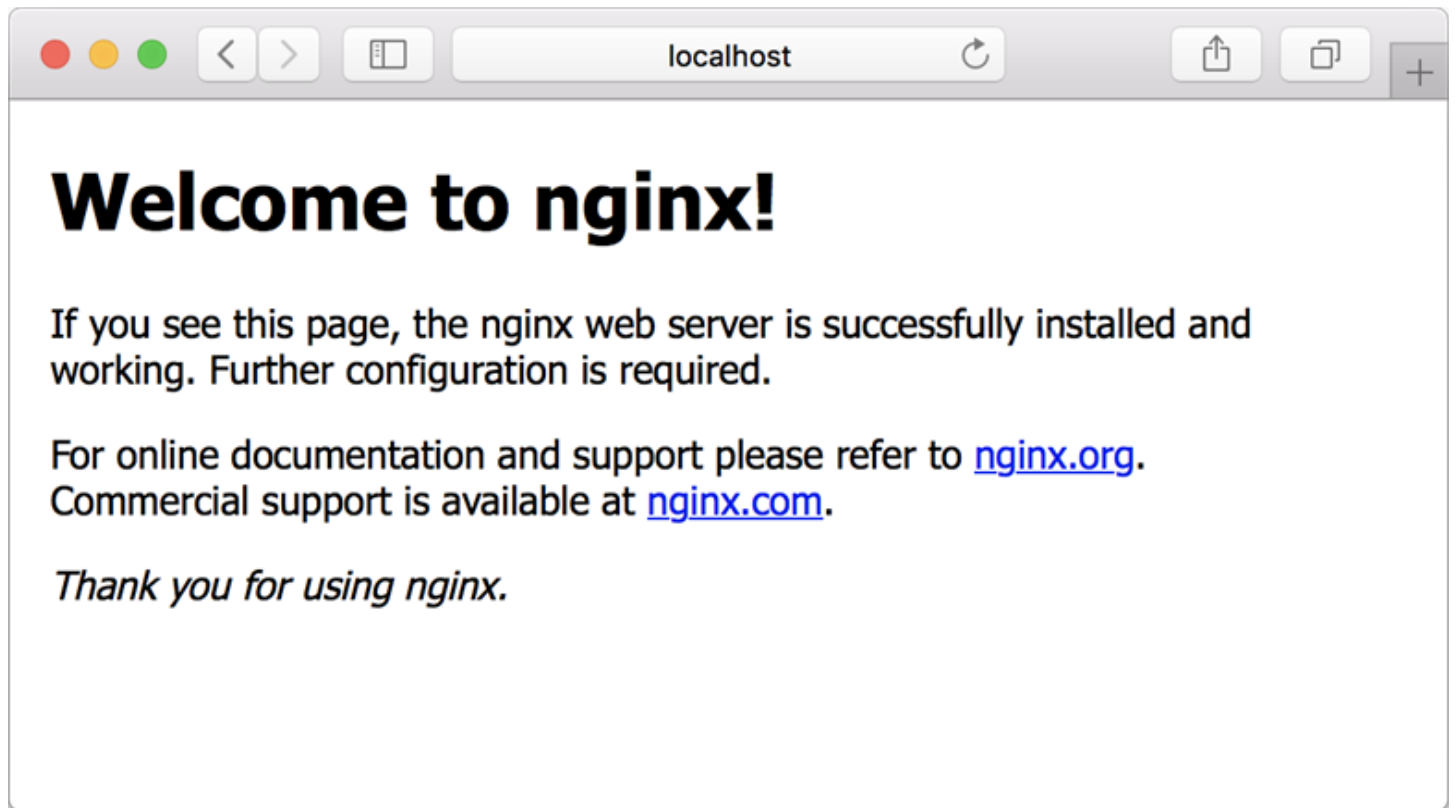 localhost
Welcome to nginx!
If you see this page, the nginx web server is successfully installed and
working. Further configuration is required.
For online documentation and support please refer to nginx.org.
Commercial support is available at nginx.com.
Thank you for using nginx.